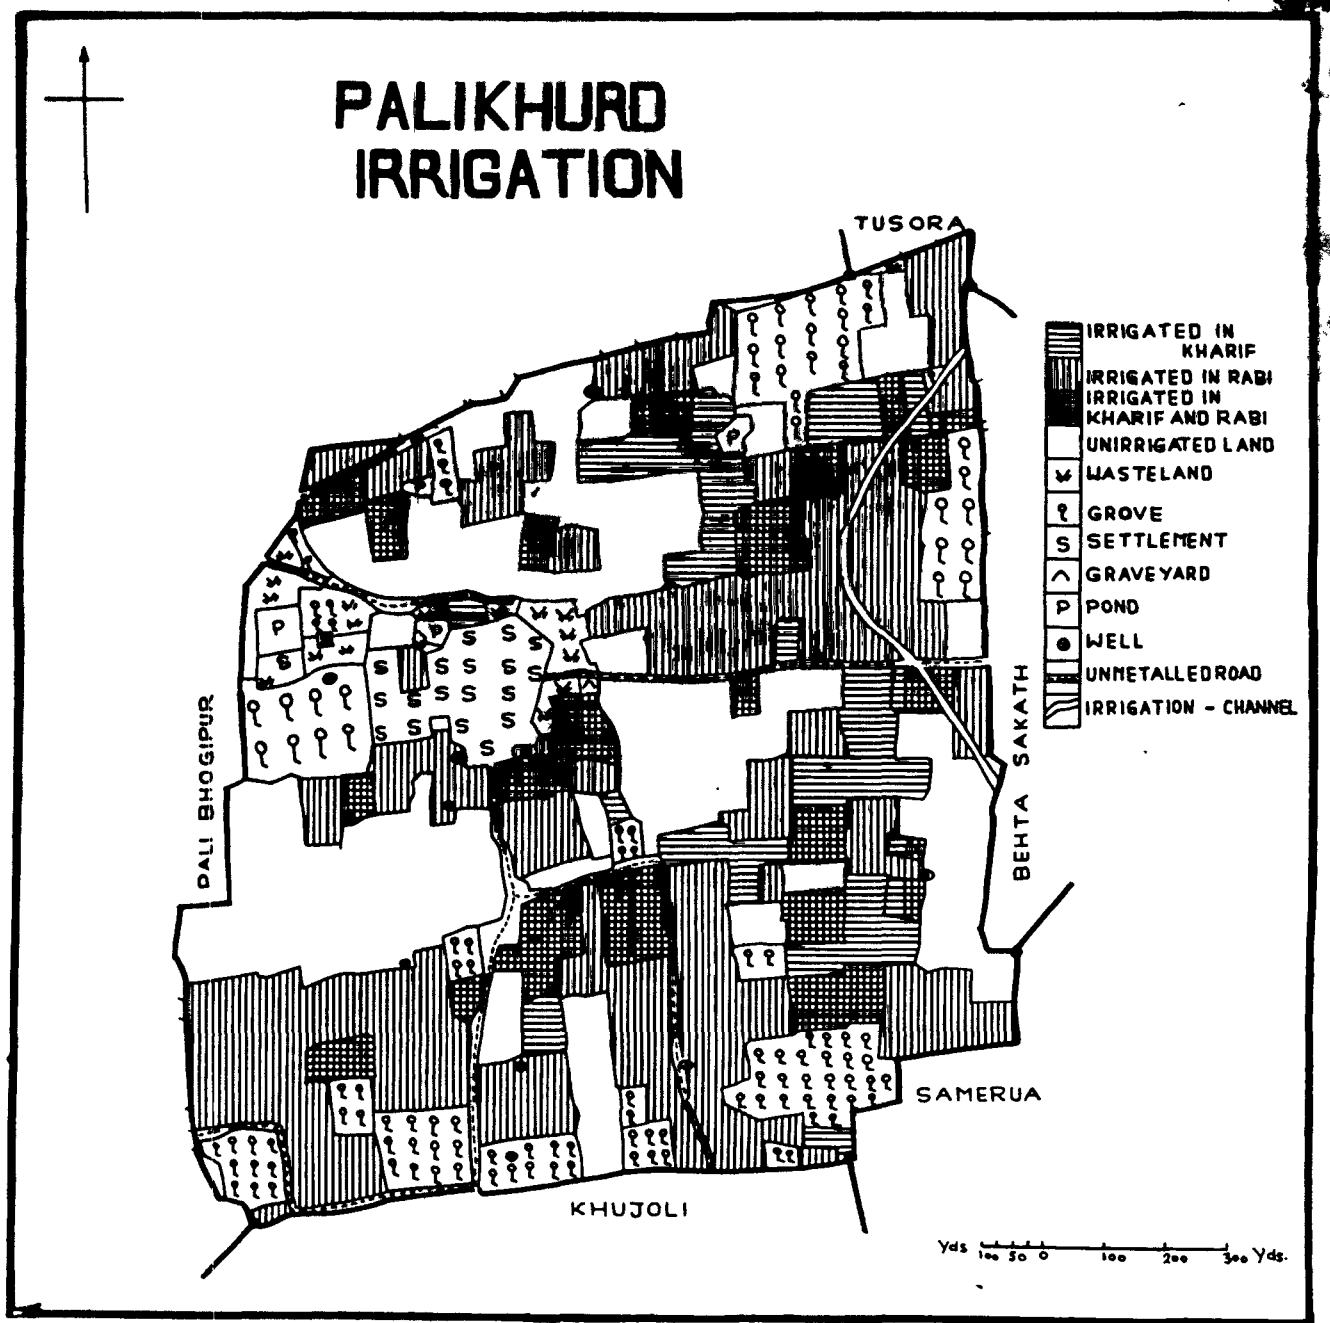 PALIKHURD
IRRIGATION
TUSORA
IRRIGATED IN
KHARIF
IRRIGATED IN RABI
IRRIGATED IN
KHARIF AND RABI
UNIRRIGATED LAND
WASTELAND
GROVE
S SETTLEMENT
GRAVEYARD
P POND
WELL
UNMETALLED ROAD
IRRIGATION - CHANNEL
PALI BHOGIPUR
BEHTA SAKATH
SAMERUA
KHUJOLI
Yds 100 50 0 100 200 300 Yds.
P
P
P
S
S S S
S S S S
S S S
S S S S
S S